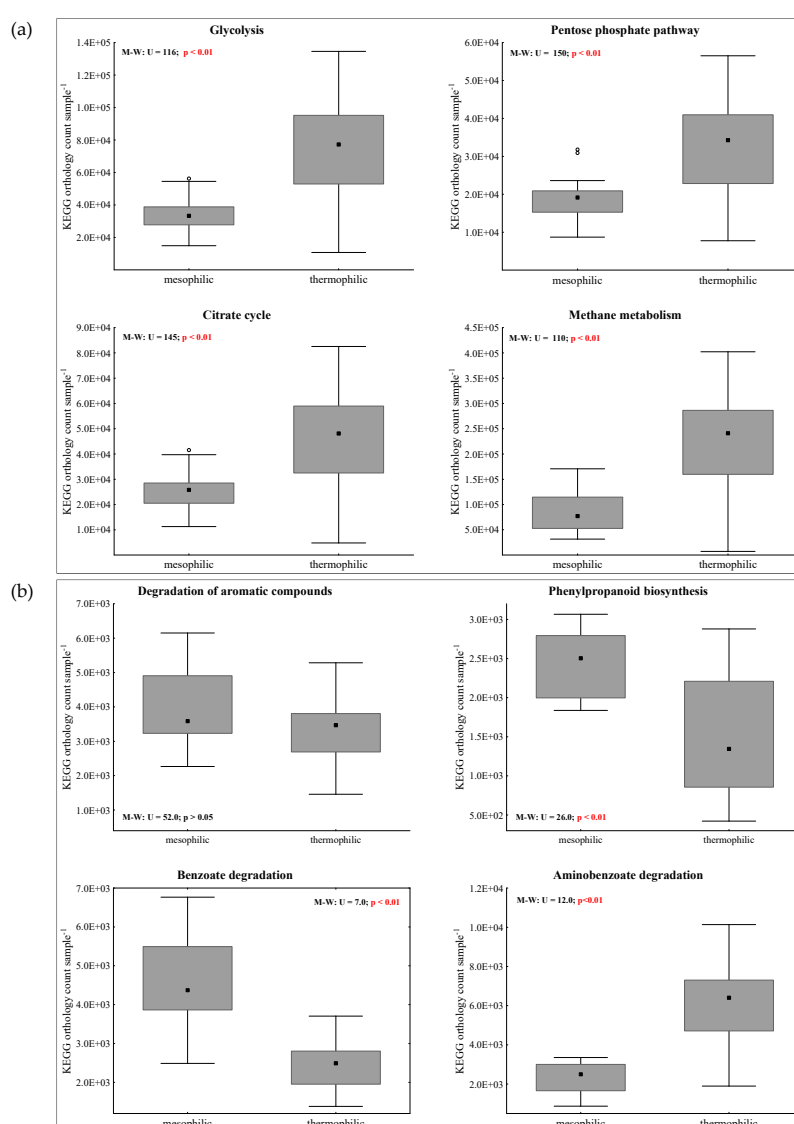 (a)
Glycolysis
M-W: U = 116; p < 0.01
KEGG orthology count sample-1
1.4E+05
1.2E+05
1.0E+05
8.0E+04
6.0E+04
4.0E+04
2.0E+04
mesophilic
thermophilic
Pentose phosphate pathway
M-W: U = 150; p < 0.01
KEGG orthology count sample-1
6.0E+04
5.0E+04
4.0E+04
3.0E+04
2.0E+04
1.0E+04
mesophilic
thermophilic
Citrate cycle
M-W: U = 145; p < 0.01
KEGG orthology count sample-1
9.0E+04
8.0E+04
7.0E+04
6.0E+04
5.0E+04
4.0E+04
3.0E+04
2.0E+04
1.0E+04
mesophilic
thermophilic
Methane metabolism
M-W: U = 110; p < 0.01
KEGG orthology count sample-1
4.5E+05
4.0E+05
3.5E+05
3.0E+05
2.5E+05
2.0E+05
1.5E+05
1.0E+05
5.0E+04
mesophilic
thermophilic
(b)
Degradation of aromatic compounds
KEGG orthology count sample-1
7.0E+03
6.0E+03
5.0E+03
4.0E+03
3.0E+03
2.0E+03
1.0E+03
M-W: U = 52.0; p > 0.05
mesophilic
thermophilic
Phenylpropanoid biosynthesis
KEGG orthology count sample-1
3.0E+03
2.5E+03
2.0E+03
1.5E+03
1.0E+03
5.0E+02
M-W: U = 26.0; p < 0.01
mesophilic
thermophilic
Benzoate degradation
M-W: U = 7.0; p < 0.01
KEGG orthology count sample-1
7.0E+03
6.0E+03
5.0E+03
4.0E+03
3.0E+03
2.0E+03
mesophilic
thermophilic
Aminobenzoate degradation
M-W: U = 12.0; p<0.01
KEGG orthology count sample-1
1.2E+04
1.0E+04
8.0E+03
6.0E+03
4.0E+03
2.0E+03
mesophilic
thermophilic